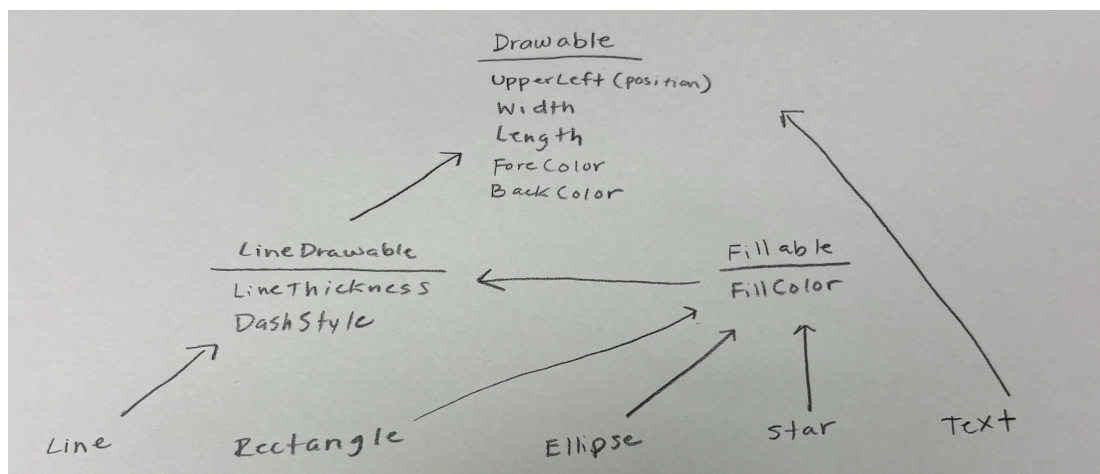 Drawable
UpperLeft (position)
Width
Length
ForeColor
BackColor
LineDrawable
LineThickness
DashStyle
Fillable
FillColor
Line
Rectangle
Ellipse
Star
Text